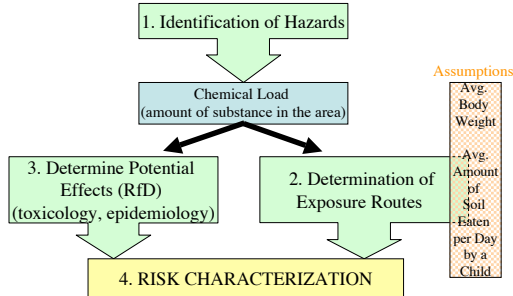 1. Identification of Hazards
Chemical Load
(amount of substance in the area)
3. Determine Potential
Effects (RfD)
(toxicology, epidemiology)
2. Determination of
Exposure Routes
4. RISK CHARACTERIZATION
Assumptions
Avg.
Body
Weight
Avg.
Amount
of
Soil
Eaten
per Day
by a
Child